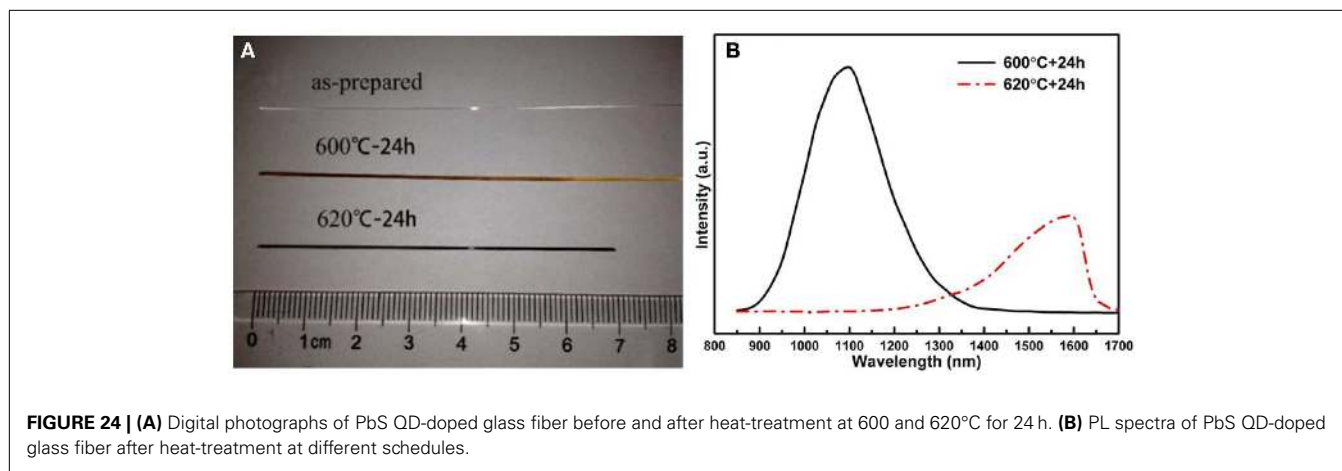 A
as-prepared
600℃-24h
620℃-24h
0 1cm 2 3 4 5 6 7 8
B
600°C+24h
620°C+24h
Intensity (a.u.)
800 900 1000 1100 1200 1300 1400 1500 1600 1700
Wavelength (nm)
FIGURE 24 | (A) Digital photographs of PbS QD-doped glass fiber before and after heat-treatment at 600 and 620°C for 24 h. (B) PL spectra of PbS QD-doped
glass fiber after heat-treatment at different schedules.